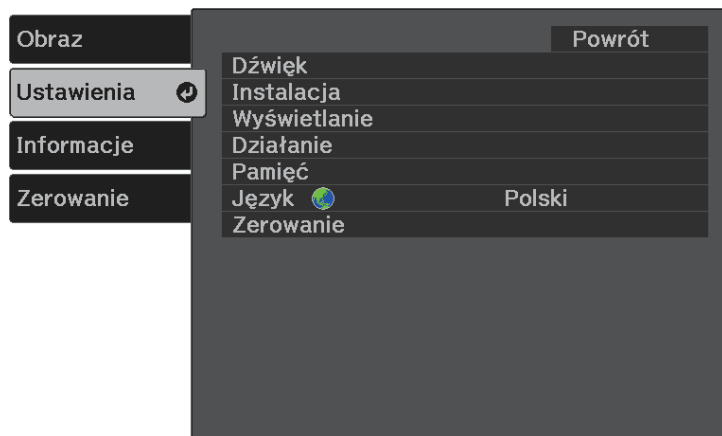 Obraz
Ustawienia
Informacje
Zerowanie
Powrót
Dźwięk
Instalacja
Wyświetlanie
Działanie
Pamięć
Język Polski
Zerowanie